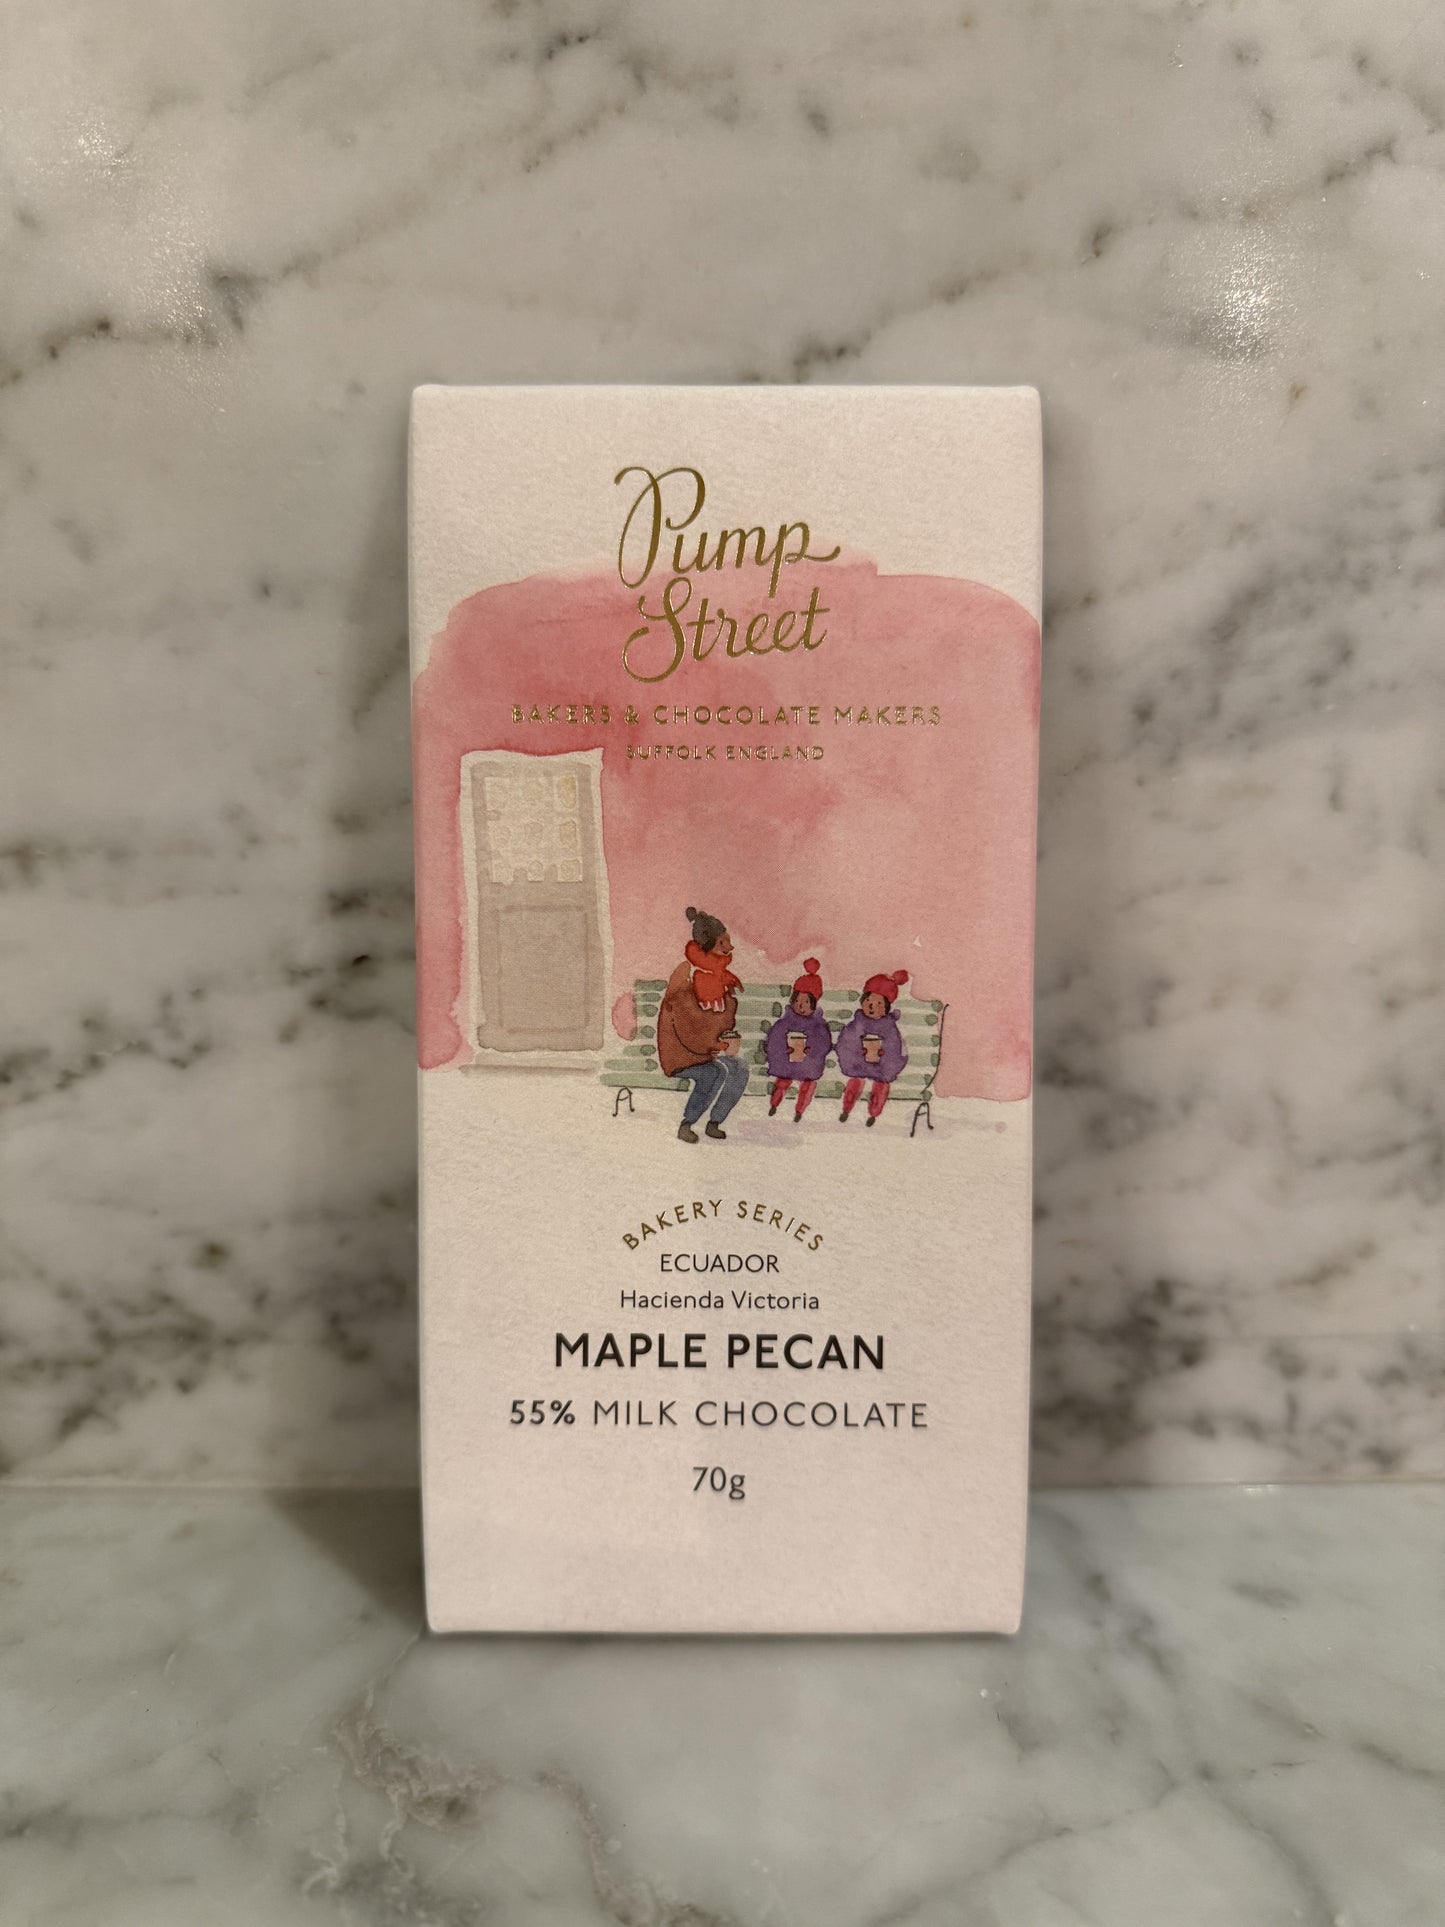 Pump
Street
BAKERS & CHOCOLATE MAKERS
SUFFOLK ENGLAND
BAKERY SERIES
ECUADOR
Hacienda Victoria
MAPLE PECAN
55% MILK CHOCOLATE
70g